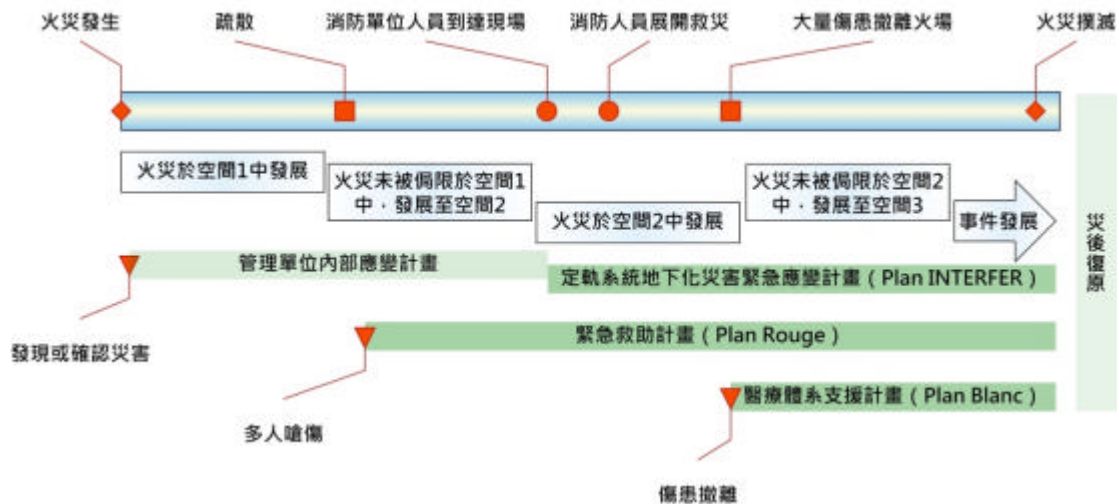 火災發生
疏散
消防單位人員到達現場
消防人員展開救災
大量傷患撤離火場
火災撲滅
火災於空間1中發展
火災未被侷限於空間1
中，發展至空間2
火災於空間2中發展
火災未被侷限於空間2
中，發展至空間3
事件發展
災後復原
管理單位內部應變計畫
定軌系統地下化災害緊急應變計畫（Plan INTERFER）
發現或確認災害
緊急救助計畫（Plan Rouge）
多人嗆傷
醫療體系支援計畫（Plan Blanc）
傷患撤離